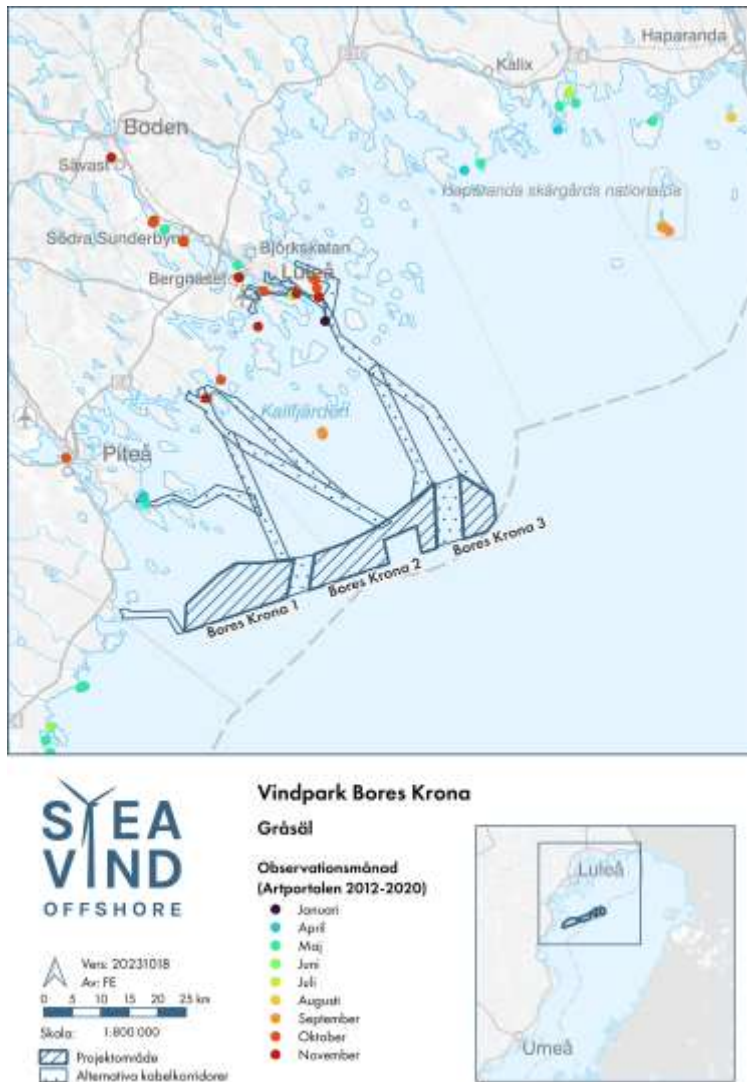 Haparanda
Kalix
Boden
Sävast
Haparanda skärgårds nationalpa
Södra Sunderbyn
Björkskatan
Luleå
Bergnäset
Kallfjärden
Piteå
Bores Krona 3
Bores Krona 2
Bores Krona 1
STEA
VIND
OFFSHORE
Vindpark Bores Krona
Gråsäl
Observationsmånad
(Artportalen 2012-2020)
Januari
April
Maj
Juni
Juli
Augusti
September
Oktober
November
Vers: 20231018
Av: FE
0 5 10 15 20 25 km
Skala: 1:800 000
Projektområde
Alternativa kabelkorridorer
Luleå
Umeå